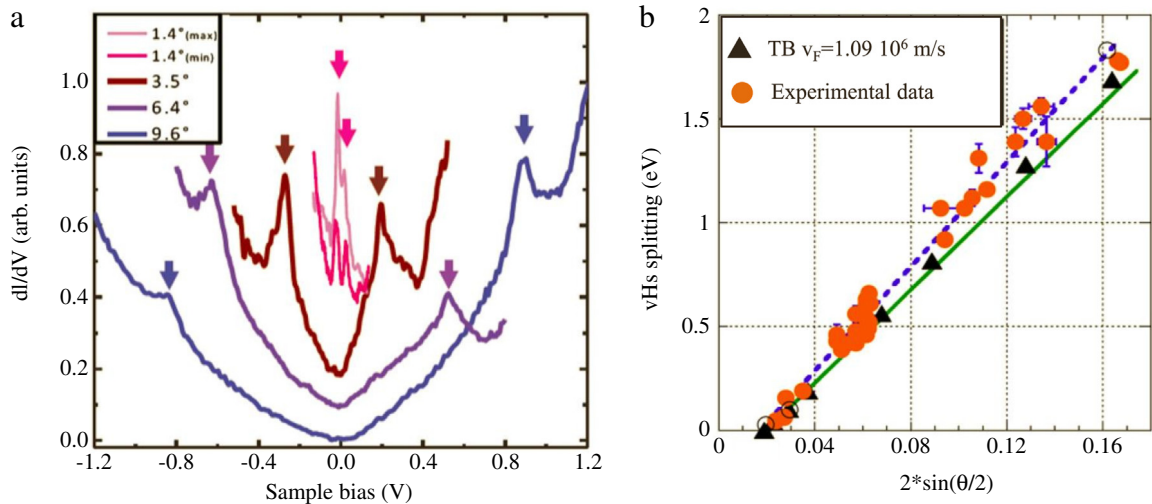 a
1.4°(max)
1.4°(min)
3.5°
6.4°
9.6°
1.0
0.8
0.6
0.4
0.2
0.0
-1.2
-0.8
-0.4
0.0
0.4
0.8
1.2
dI/dV (arb. units)
Sample bias (V)
b
TB v_F=1.09 10⁶ m/s
Experimental data
2
1.5
1
0.5
0
0
0.04
0.08
0.12
0.16
vHs splitting (eV)
2*sin(θ/2)